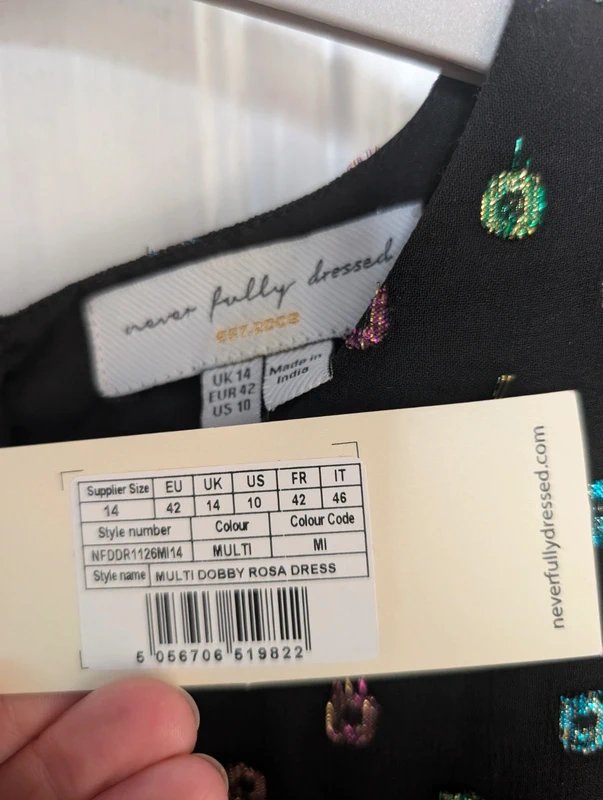 never fully dressed
EST.2009
UK 14
EUR 42
US 10
Made in
India
Supplier Size EU UK US FR IT
14 42 14 10 42 46
Style number Colour Colour Code
NFDDR1126MI14 MULTI MI
Style name MULTI DOBBY ROSA DRESS
5 056706 519822
neverfullydressed.com